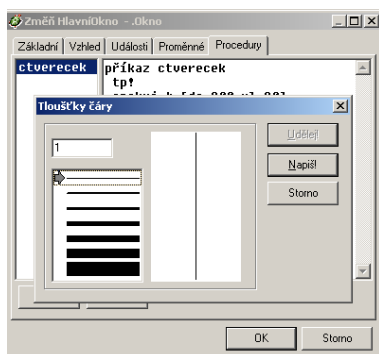 Změň HlavníOkno - .Okno
Základní Vzhled Události Proměnné Procedury
ctverecek
příkaz ctverecek
tp!
Tloušťky čáry
1
Udělej!
Napiš!
Storno
OK Storno